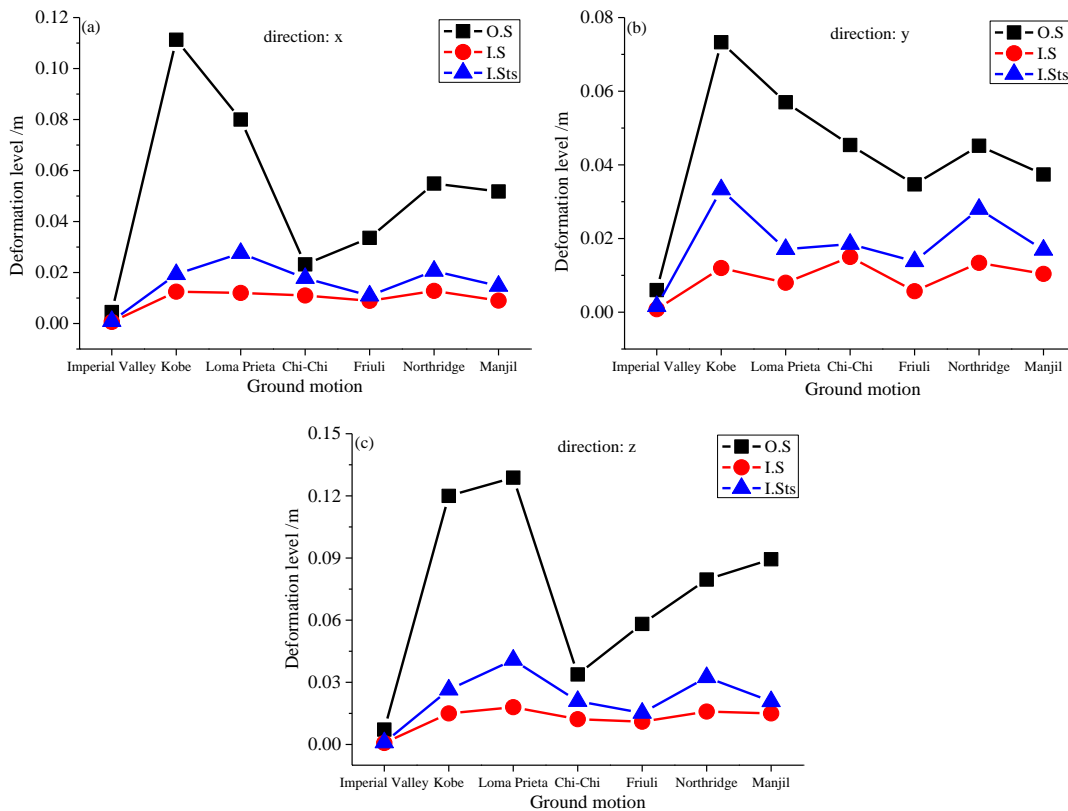 (a)
direction: x
O.S
I.S
I.Sts
0.12
0.10
0.08
0.06
0.04
0.02
0.00
Deformation level /m
Imperial Valley Kobe Loma Prieta Chi-Chi Friuli Northridge Manjil
Ground motion
(b)
direction: y
O.S
I.S
I.Sts
0.08
0.06
0.04
0.02
0.00
Deformation level /m
Imperial Valley Kobe Loma Prieta Chi-Chi Friuli Northridge Manjil
Ground motion
(c)
direction: z
O.S
I.S
I.Sts
0.15
0.12
0.09
0.06
0.03
0.00
Deformation level /m
Imperial Valley Kobe Loma Prieta Chi-Chi Friuli Northridge Manjil
Ground motion